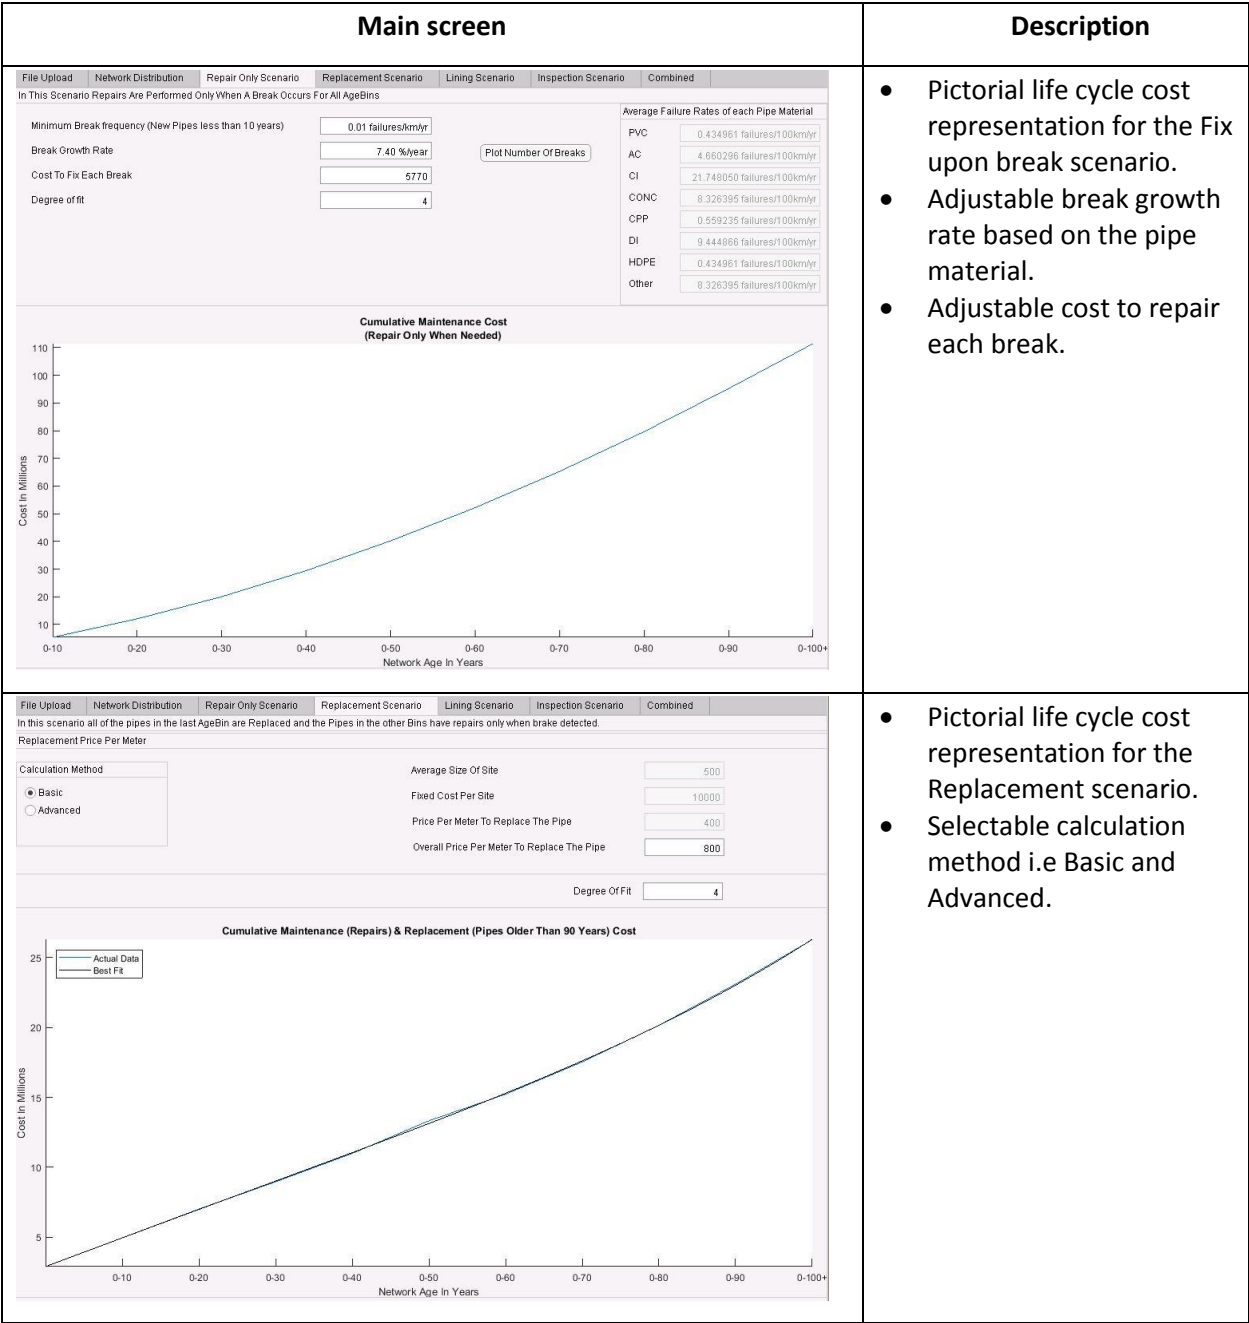 Main screen
Description
File Upload Network Distribution Repair Only Scenario Replacement Scenario Lining Scenario Inspection Scenario Combined
In This Scenario Repairs Are Performed Only When A Break Occurs For All AgeBins
Minimum Break frequency (New Pipes less than 10 years) 0.01 failures/km/yr
Break Growth Rate 7.40 %/year
Cost To Fix Each Break 5770
Degree of fit 4
Plot Number Of Breaks
Average Failure Rates of each Pipe Material
PVC 0.434961 failures/100km/yr
AC 4.660296 failures/100km/yr
CI 21.748050 failures/100km/yr
CONC 8.326395 failures/100km/yr
CPP 0.559235 failures/100km/yr
DI 9.444866 failures/100km/yr
HDPE 0.434961 failures/100km/yr
Other 8.326395 failures/100km/yr
Cumulative Maintenance Cost
(Repair Only When Needed)
Cost In Millions
110
100
90
80
70
60
50
40
30
20
10
0-10 0-20 0-30 0-40 0-50 0-60 0-70 0-80 0-90 0-100+
Network Age In Years
• Pictorial life cycle cost
representation for the Fix
upon break scenario.
• Adjustable break growth
rate based on the pipe
material.
• Adjustable cost to repair
each break.
File Upload Network Distribution Repair Only Scenario Replacement Scenario Lining Scenario Inspection Scenario Combined
In this scenario all of the pipes in the last AgeBin are Replaced and the Pipes in the other Bins have repairs only when brake detected.
Replacement Price Per Meter
Calculation Method
Basic
Advanced
Average Size Of Site 500
Fixed Cost Per Site 10000
Price Per Meter To Replace The Pipe 400
Overall Price Per Meter To Replace The Pipe 800
Degree Of Fit 4
Cumulative Maintenance (Repairs) & Replacement (Pipes Older Than 90 Years) Cost
Actual Data
Best Fit
Cost In Millions
25
20
15
10
5
0-10 0-20 0-30 0-40 0-50 0-60 0-70 0-80 0-90 0-100+
Network Age In Years
• Pictorial life cycle cost
representation for the
Replacement scenario.
• Selectable calculation
method i.e Basic and
Advanced.